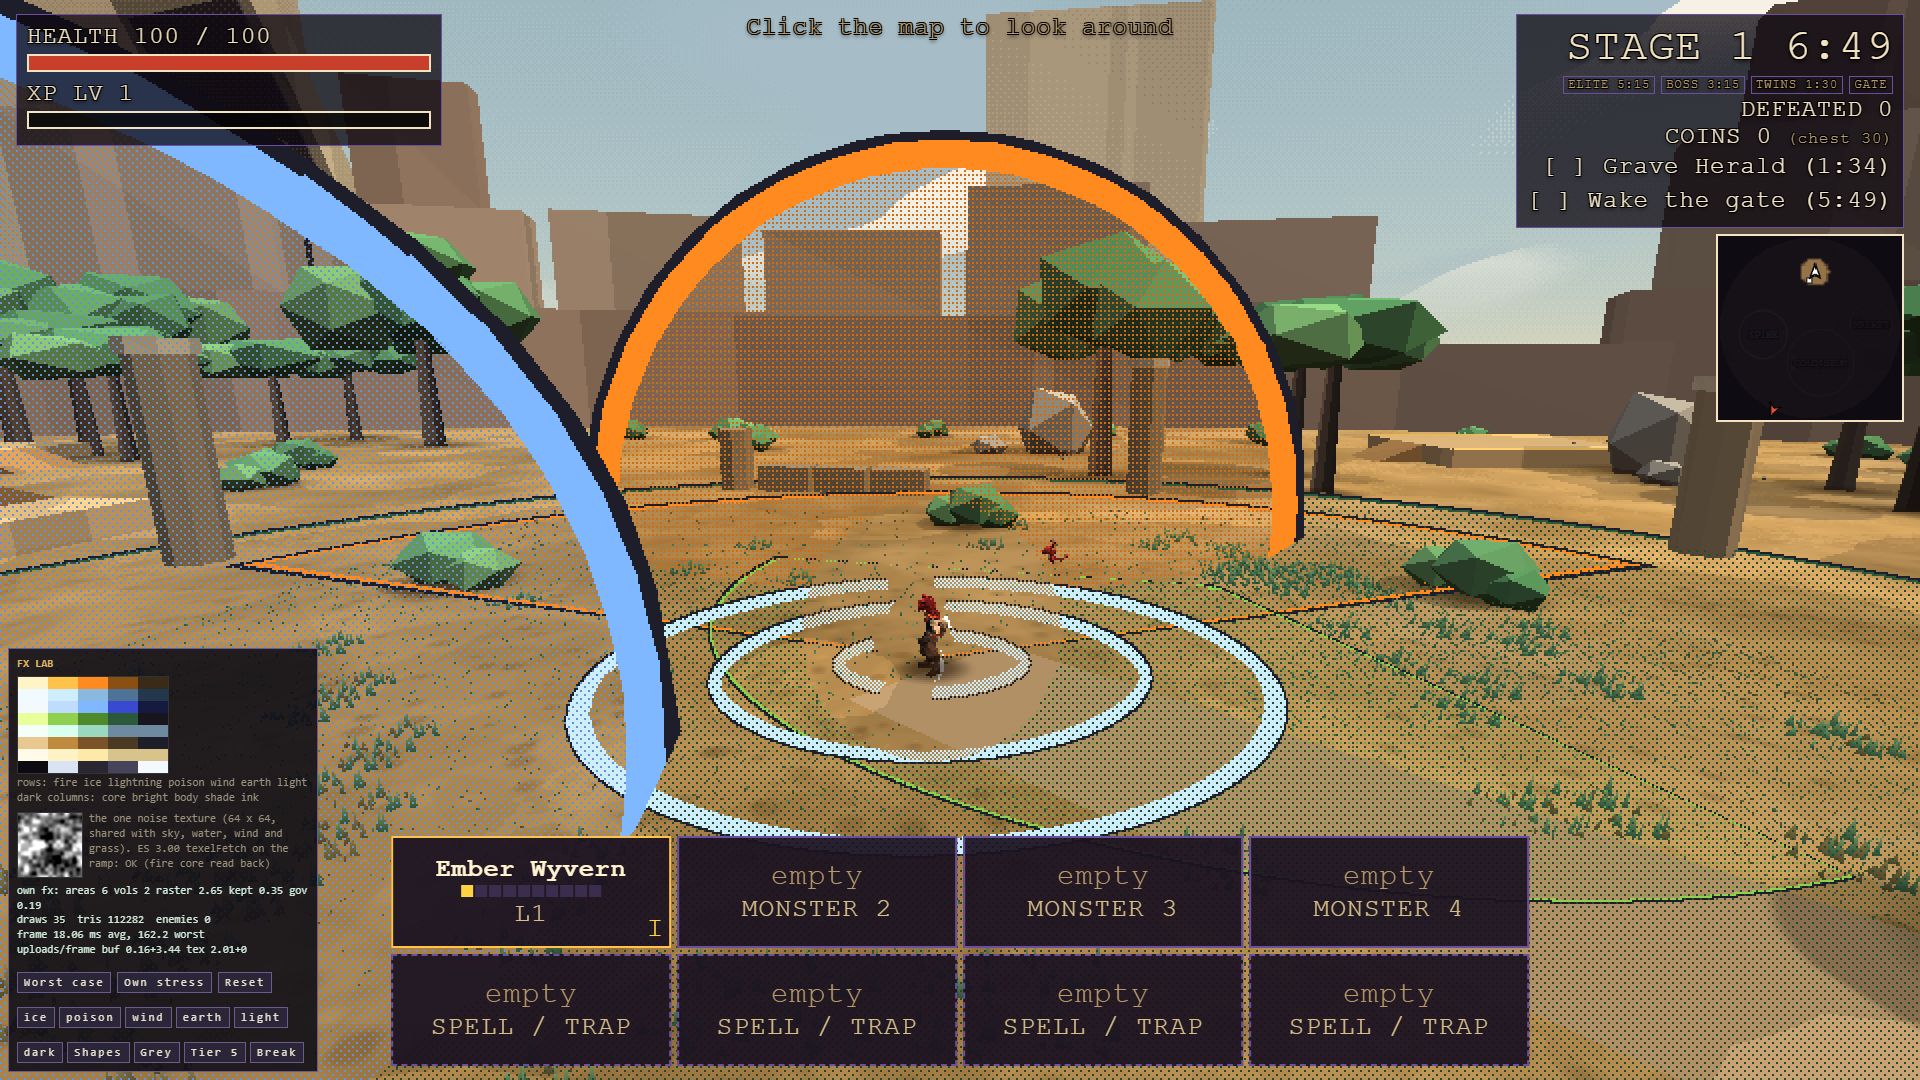 HEALTH 100 / 100
XP LV 1
Click the map to look around
STAGE 1 6:49
ELITE 5:15 BOSS 3:15 TWINS 1:30 GATE
DEFEATED 0
COINS 0 (chest 30)
[ ] Grave Herald (1:34)
[ ] Wake the gate (5:49)
FX LAB
rows: fire ice lightning poison wind earth light
dark columns: core bright body shade ink
the one noise texture (64 x 64,
shared with sky, water, wind and
grass). ES 3.00 texelFetch on the
ramp: OK (fire core read back)
own fx: areas 6 vols 2 raster 2.65 kept 0.35 gov
0.19
draws 35 tris 112282 enemies 0
frame 18.06 ms avg, 162.2 worst
uploads/frame buf 0.16+3.44 tex 2.01+0
Worst case Own stress Reset
ice poison wind earth light
dark Shapes Grey Tier 5 Break
Ember Wyvern
L1
I
empty
MONSTER 2
empty
MONSTER 3
empty
MONSTER 4
empty
SPELL / TRAP
empty
SPELL / TRAP
empty
SPELL / TRAP
empty
SPELL / TRAP